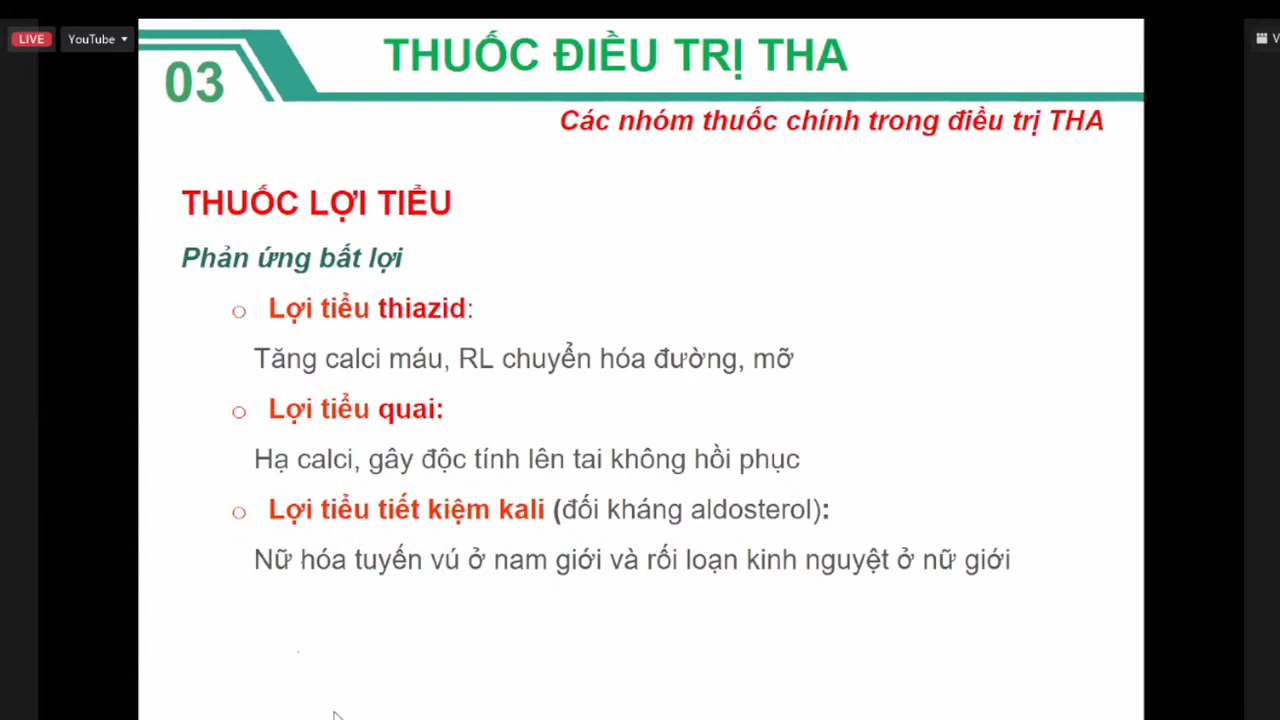 LIVE
YouTube
V
THUỐC ĐIỀU TRỊ THA
03
Các nhóm thuốc chính trong điều trị THA
THUỐC LỢI TIỂU
Phản ứng bất lợi
o Lợi tiểu thiazid:
Tăng calci máu, RL chuyển hóa đường, mỡ
o Lợi tiểu quai:
Hạ calci, gây độc tính lên tai không hồi phục
o Lợi tiểu tiết kiệm kali (đối kháng aldosterol):
Nữ hóa tuyến vú ở nam giới và rối loạn kinh nguyệt ở nữ giới